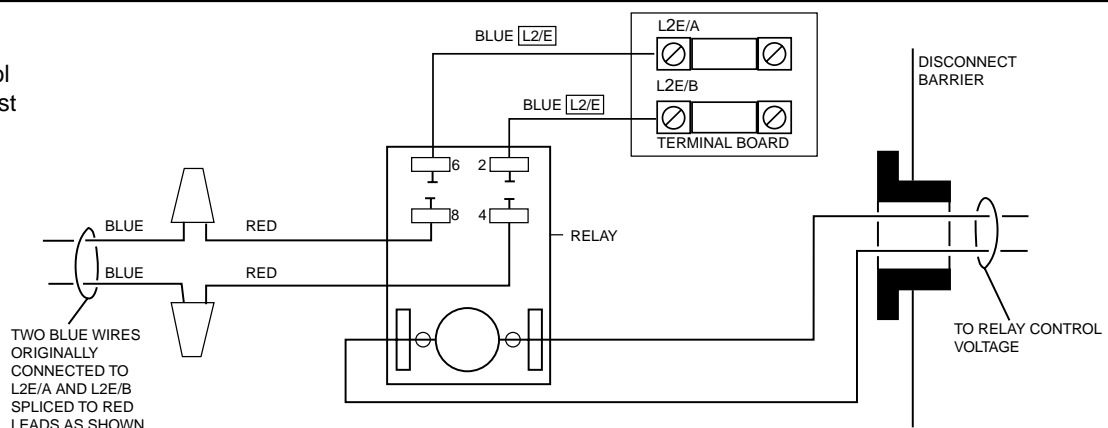 ol
st
BLUE L2/E
L2E/A
L2E/B
BLUE L2/E
TERMINAL BOARD
DISCONNECT
BARRIER
6 2
8 4
BLUE RED
RELAY
BLUE RED
TWO BLUE WIRES
ORIGINALLY
CONNECTED TO
L2E/A AND L2E/B
SPLICED TO RED
LEADS AS SHOWN
TO RELAY CONTROL
VOLTAGE